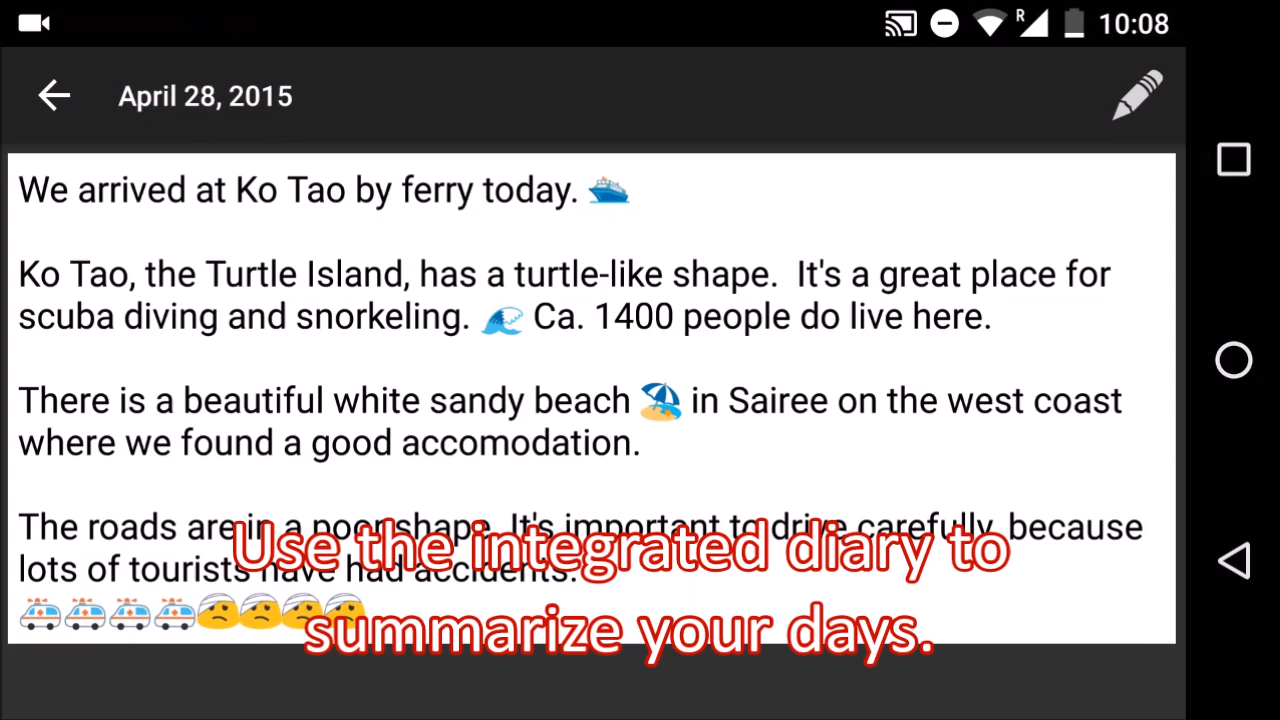 R 10:08
April 28, 2015
We arrived at Ko Tao by ferry today.
Ko Tao, the Turtle Island, has a turtle-like shape.  It's a great place for
scuba diving and snorkeling. Ca. 1400 people do live here.
There is a beautiful white sandy beach in Sairee on the west coast
where we found a good accomodation.
The roads are in a poor shape. It's important to drive carefully, because
lots of tourists have had accidents.
Use the integrated diary to
summarize your days.